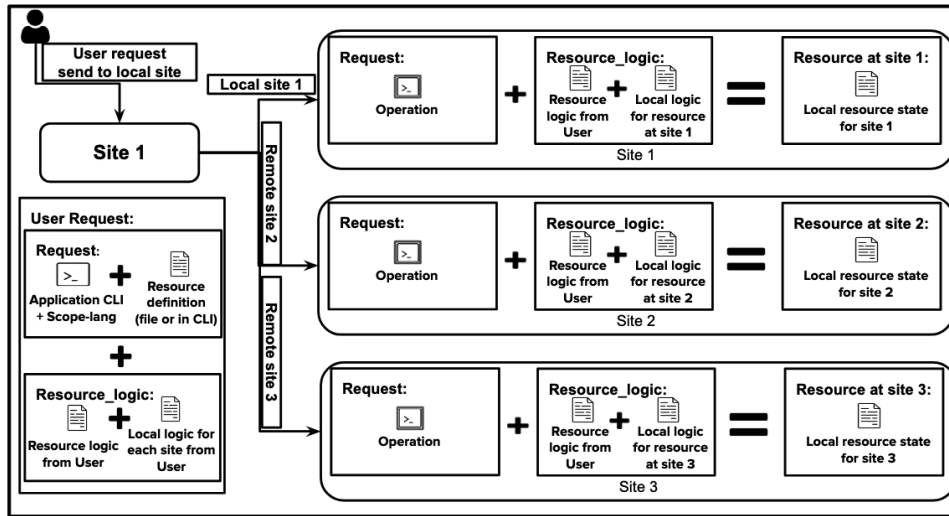 User request
send to local site
Site 1
Local site 1
Remote site 2
Remote site 3
User Request:
Request:
>_
+
Application CLI
+ Scope-lang
Resource
definition
(file or in CLI)
+
Resource_logic:
+
Resource logic
from User
Local logic for
each site from
User
Request:
>_
Operation
+
Resource_logic:
+
Resource
logic from
User
Local logic
for resource
at site 1
=
Resource at site 1:
Local resource state
for site 1
Site 1
Request:
>_
Operation
+
Resource_logic:
+
Resource
logic from
User
Local logic
for resource
at site 2
=
Resource at site 2:
Local resource state
for site 2
Site 2
Request:
>_
Operation
+
Resource_logic:
+
Resource
logic from
User
Local logic
for resource
at site 3
=
Resource at site 3:
Local resource state
for site 3
Site 3